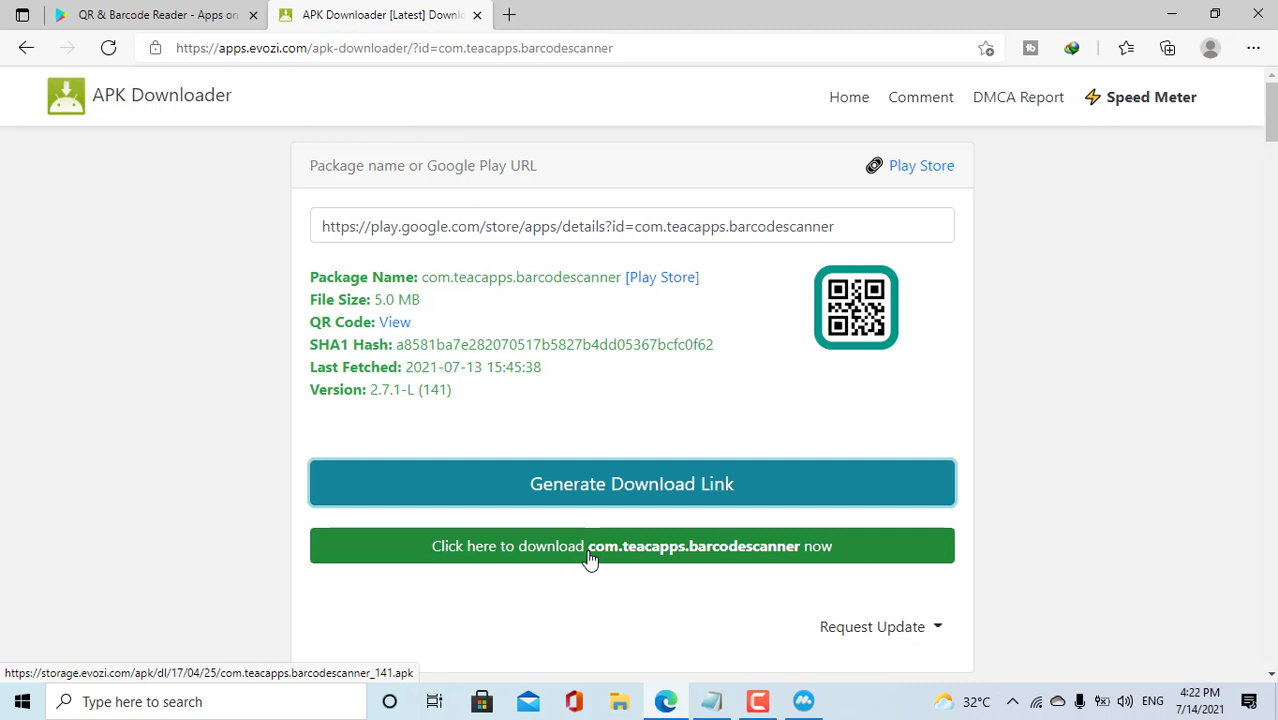 QR & Barcode Reader - Apps on
APK Downloader [Latest] Downl
https://apps.evozi.com/apk-downloader/?id=com.teacapps.barcodescanner
APK Downloader
Home
Comment
DMCA Report
Speed Meter
Package name or Google Play URL
Play Store
https://play.google.com/store/apps/details?id=com.teacapps.barcodescanner
Package Name: com.teacapps.barcodescanner [Play Store]
File Size: 5.0 MB
QR Code: View
SHA1 Hash: a8581ba7e282070517b5827b4dd05367bcfc0f62
Last Fetched: 2021-07-13 15:45:38
Version: 2.7.1-L (141)
Generate Download Link
Click here to download com.teacapps.barcodescanner now
Request Update
https://storage.evozi.com/apk/dl/17/04/25/com.teacapps.barcodescanner_141.apk
Type here to search
32°C
ENG
4:22 PM
7/14/2021